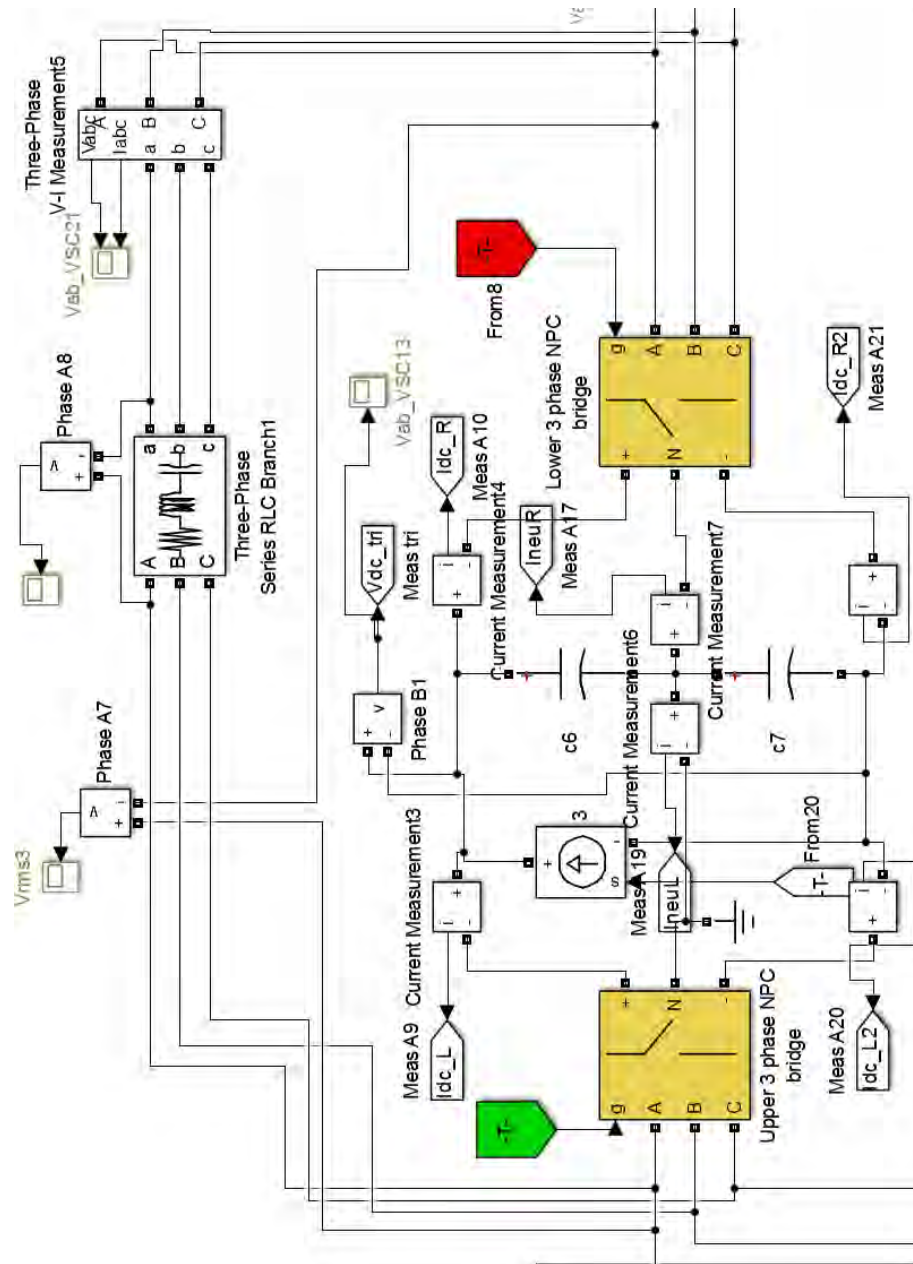 Three-Phase
V-I Measurement5
Vabc
Iabc
A
B
C
a
b
c
Vab_VSC21
Phase A8
+
-
v
Three-Phase
Series RLC Branch1
A
B
C
a
b
c
Phase A7
+
-
v
Vrms3
-T-
From8
Lower 3 phase NPC
bridge
g
A
B
C
+
N
-
Vab_VSC13
Idc_R
Meas A10
Vdc_tri
Meas tri
IneuR
Meas A17
Idc_R2
Meas A21
Current Measurement4
i
+
-
Current Measurement7
i
+
-
i
+
-
Phase B1
+
-
v
c6
c7
Current Measurement6
i
+
-
Current Measurement3
i
+
-
3
+
-
s
Meas A19
IneuL
From20
-T-
i
+
-
Meas A9
Idc_L
Meas A20
Idc_L2
-T-
Upper 3 phase NPC
bridge
g
A
B
C
+
N
-